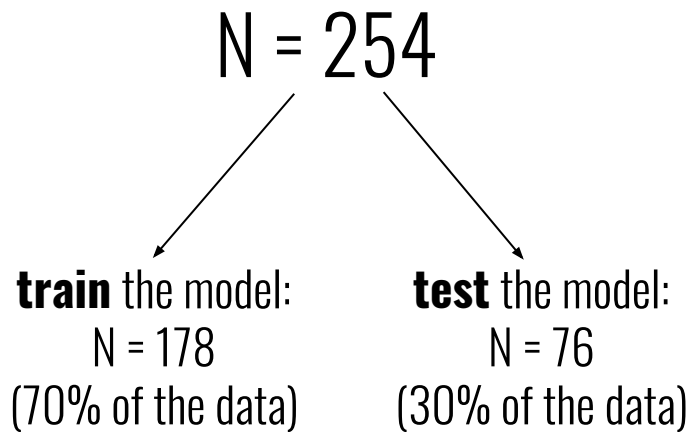 N = 254
train the model:
N = 178
(70% of the data)
test the model:
N = 76
(30% of the data)